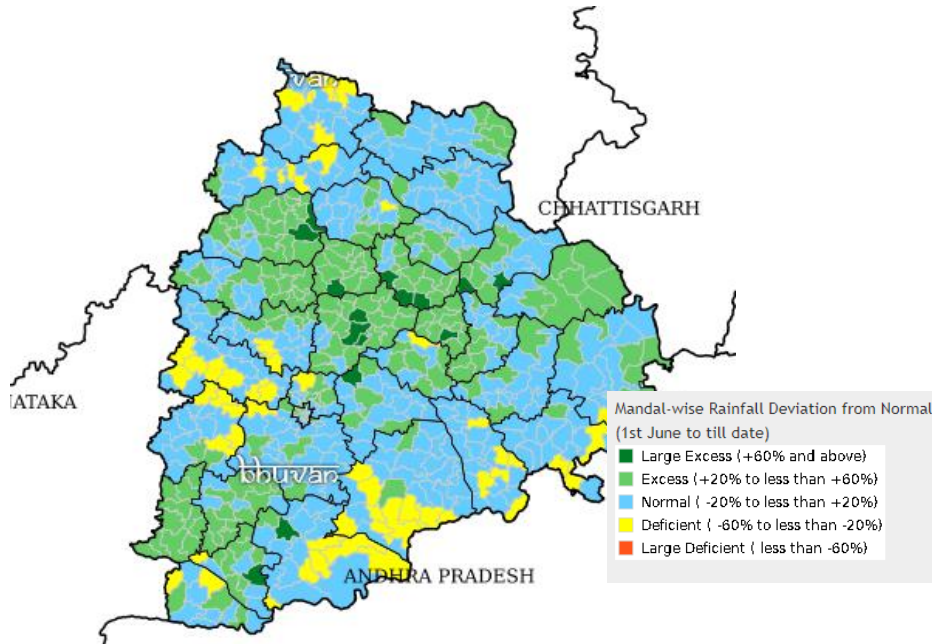 van
CHHATTISGARH
IATAKA
bhuvan
ANDHRA PRADESH
Mandal-wise Rainfall Deviation from Normal
(1st June to till date)
Large Excess (+60% and above)
Excess (+20% to less than +60%)
Normal ( -20% to less than +20%)
Deficient ( -60% to less than -20%)
Large Deficient ( less than -60%)